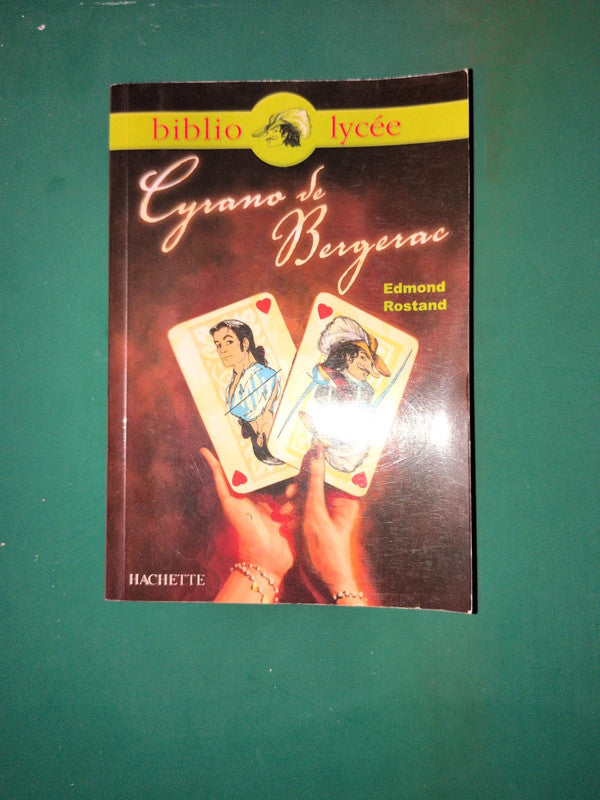 biblio lycée
Cyrano de
Bergerac
Edmond
Rostand
HACHETTE